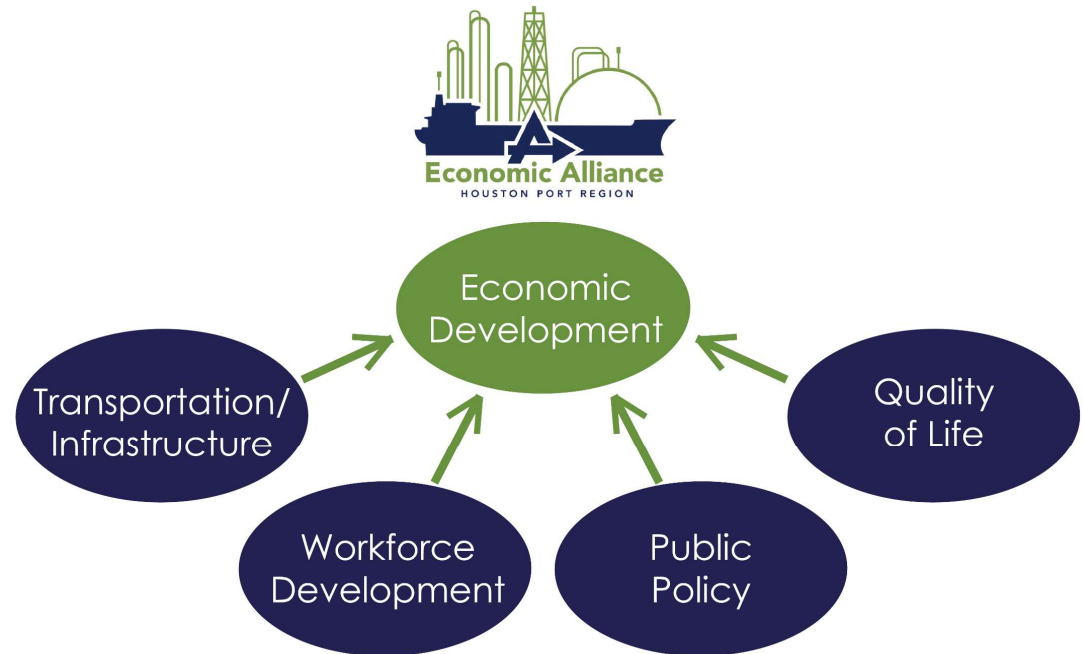 Economic Alliance
HOUSTON PORT REGION
Economic
Development
Transportation/
Infrastructure
Quality
of Life
Workforce
Development
Public
Policy